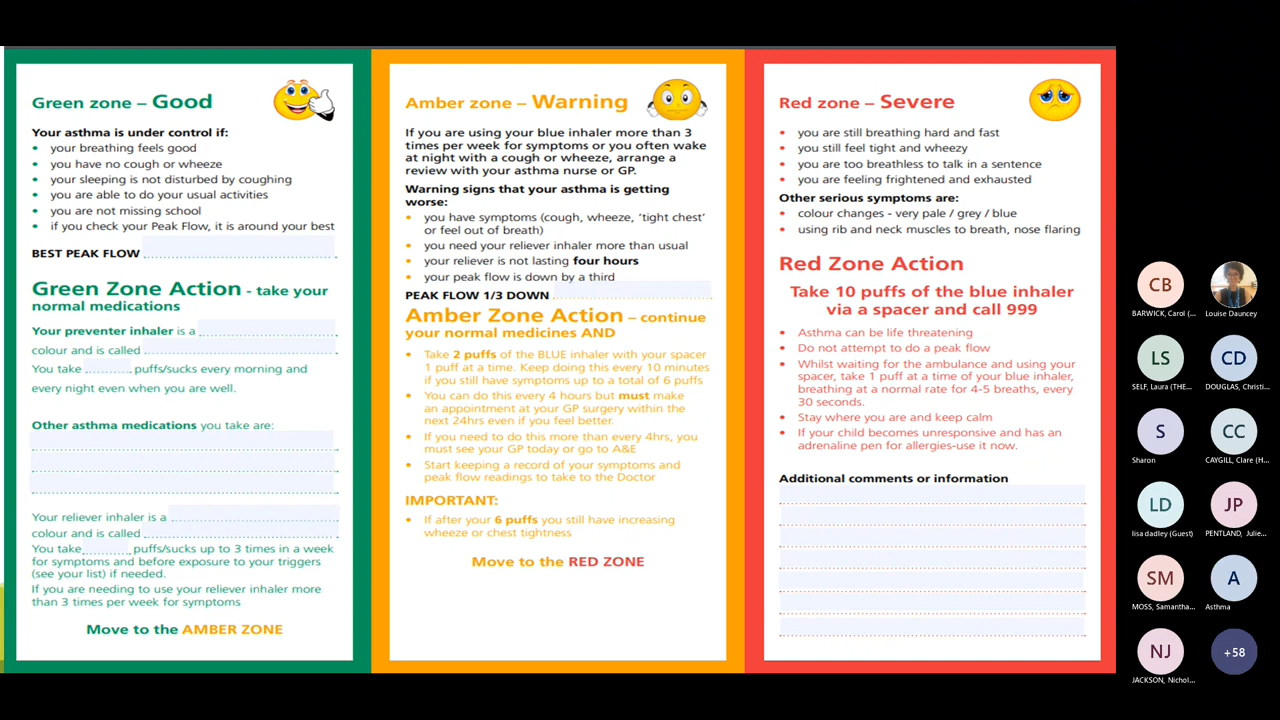 Green zone – Good
Your asthma is under control if:
• your breathing feels good
• you have no cough or wheeze
• your sleeping is not disturbed by coughing
• you are able to do your usual activities
• you are not missing school
• if you check your Peak Flow, it is around your best
BEST PEAK FLOW
Green Zone Action - take your
normal medications
Your preventer inhaler is a
colour and is called
You take puffs/sucks every morning and
every night even when you are well.
Other asthma medications you take are:
Your reliever inhaler is a
colour and is called
You take puffs/sucks up to 3 times in a week
for symptoms and before exposure to your triggers
(see your list) if needed.
If you are needing to use your reliever inhaler more
than 3 times per week for symptoms
Move to the AMBER ZONE
Amber zone – Warning
If you are using your blue inhaler more than 3
times per week for symptoms or you often wake
at night with a cough or wheeze, arrange a
review with your asthma nurse or GP.
Warning signs that your asthma is getting
worse:
• you have symptoms (cough, wheeze, ‘tight chest’
or feel out of breath)
• you need your reliever inhaler more than usual
• your reliever is not lasting four hours
• your peak flow is down by a third
PEAK FLOW 1/3 DOWN
Amber Zone Action – continue
your normal medicines AND
• Take 2 puffs of the BLUE inhaler with your spacer
1 puff at a time. Keep doing this every 10 minutes
if you still have symptoms up to a total of 6 puffs
• You can do this every 4 hours but must make
an appointment at your GP surgery within the
next 24hrs even if you feel better.
• If you need to do this more than every 4hrs, you
must see your GP today or go to A&E
• Start keeping a record of your symptoms and
peak flow readings to take to the Doctor
IMPORTANT:
• If after your 6 puffs you still have increasing
wheeze or chest tightness
Move to the RED ZONE
Red zone – Severe
• you are still breathing hard and fast
• you still feel tight and wheezy
• you are too breathless to talk in a sentence
• you are feeling frightened and exhausted
Other serious symptoms are:
• colour changes - very pale / grey / blue
• using rib and neck muscles to breath, nose flaring
Red Zone Action
Take 10 puffs of the blue inhaler
via a spacer and call 999
• Asthma can be life threatening
• Do not attempt to do a peak flow
• Whilst waiting for the ambulance and using your
spacer, take 1 puff at a time of your blue inhaler,
breathing at a normal rate for 4-5 breaths, every
30 seconds.
• Stay where you are and keep calm
• If your child becomes unresponsive and has an
adrenaline pen for allergies-use it now.
Additional comments or information
CB
BARWICK, Carol (...
Louise Dauncey
LS
SELF, Laura (THE...
CD
DOUGLAS, Christi...
S
Sharon
CC
CAYGILL, Clare (H...
LD
lisa dadley (Guest)
JP
PENTLAND, Julie...
SM
MOSS, Samantha...
A
Asthma
NJ
JACKSON, Nichol...
+58